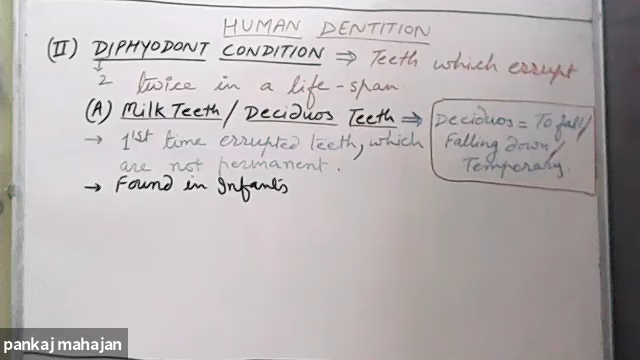 HUMAN DENTITION
(II) DIPHYODONT CONDITION ⇒ Teeth which errupt
2 twice in a life-span
(A) Milk Teeth / Deciduos Teeth ⇒
Deciduos = To fall/
Falling down/
Temporary.
→ 1st time errupted teeth, which
are not permanent.
→ Found in Infants
pankaj mahajan